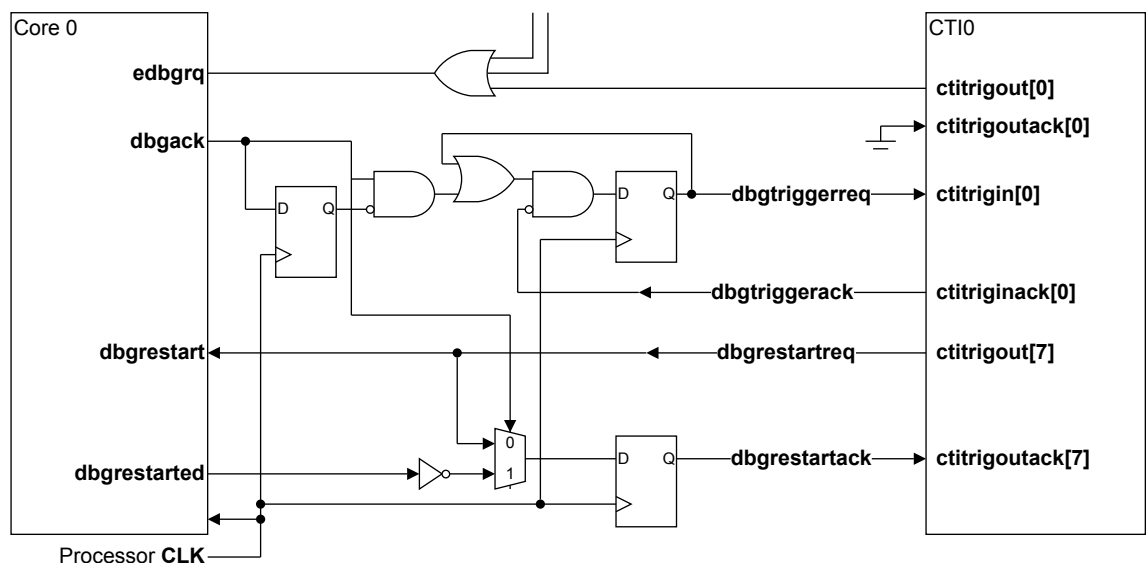 Core 0
CTI0
edbgrq
ctitrigout[0]
ctitrigoutack[0]
dbgack
D Q
D Q
dbgtriggerreq
ctitrigin[0]
dbgtriggerack
ctitriginack[0]
dbgrestart
dbgrestartreq
ctitrigout[7]
0
1
dbgrestarted
D Q
dbgrestartack
ctitrigoutack[7]
Processor CLK